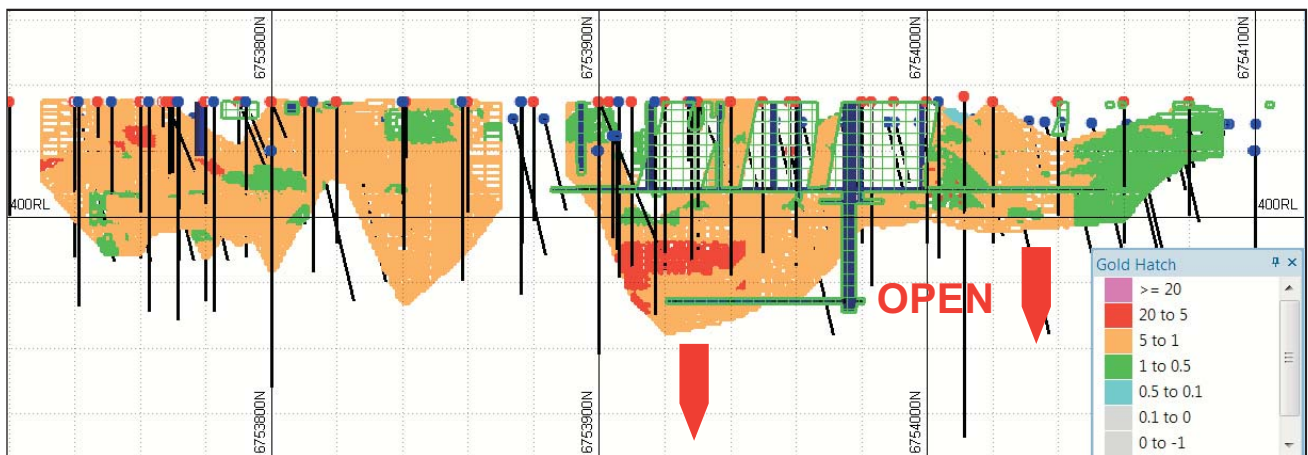 6753800N
6753900N
6754000N
6754100N
400RL
400RL
OPEN
Gold Hatch
>= 20
20 to 5
5 to 1
1 to 0.5
0.5 to 0.1
0.1 to 0
0 to -1
6753800N
6753900N
6754000N